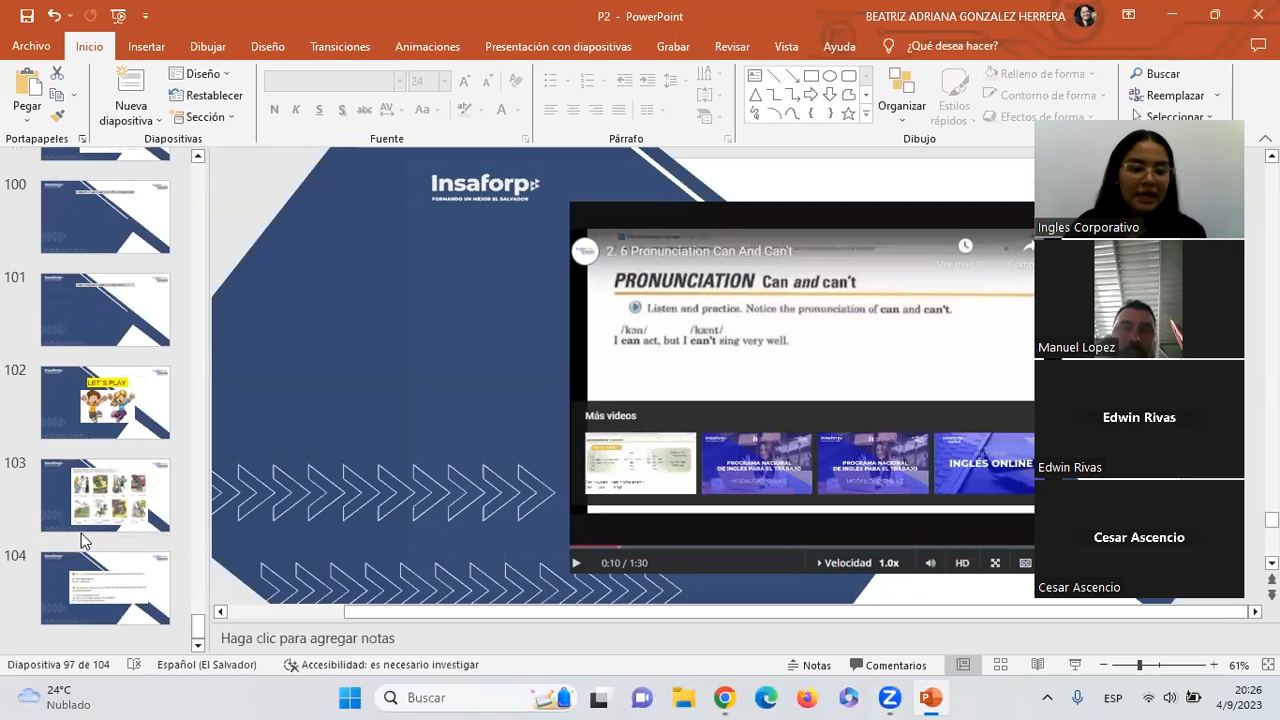 P2 - PowerPoint
BEATRIZ ADRIANA GONZALEZ HERRERA
Archivo Inicio Insertar Dibujar Diseño Transiciones Animaciones Presentación con diapositivas Grabar Revisar Vista Ayuda ¿Qué desea hacer?
Pegar
Nueva diapositiva
Diseño
Restablecer
Sección
24
Organizar
Estilos rápidos
Relleno de forma
Contorno de forma
Efectos de forma
Buscar
Reemplazar
Seleccionar
Portapapeles Diapositivas Fuente Párrafo Dibujo
100
101
102
LET´S PLAY
103
104
Insaforp
FORMANDO UN MEJOR EL SALVADOR
2. 6 Pronunciation Can And Can't
PRONUNCIATION Can and can't
Listen and practice. Notice the pronunciation of can and can't.
/kən/ /kænt/
I can act, but I can't sing very well.
Más videos
PROGRAMA NACIONAL DE INGLÉS PARA EL TRABAJO
PROGRAMA NACIONAL DE INGLÉS PARA EL TRABAJO
INGLÉS ONLINE
0:10 / 1:30
Velocidad 1.0x
HD
Ingles Corporativo
Manuel Lopez
Edwin Rivas
Edwin Rivas
Cesar Ascencio
Cesar Ascencio
Haga clic para agregar notas
Diapositiva 97 de 104
Español (El Salvador)
Accesibilidad: es necesario investigar
Notas
Comentarios
61%
24°C
Nublado
Buscar
ESP
20:26
4/9/2023